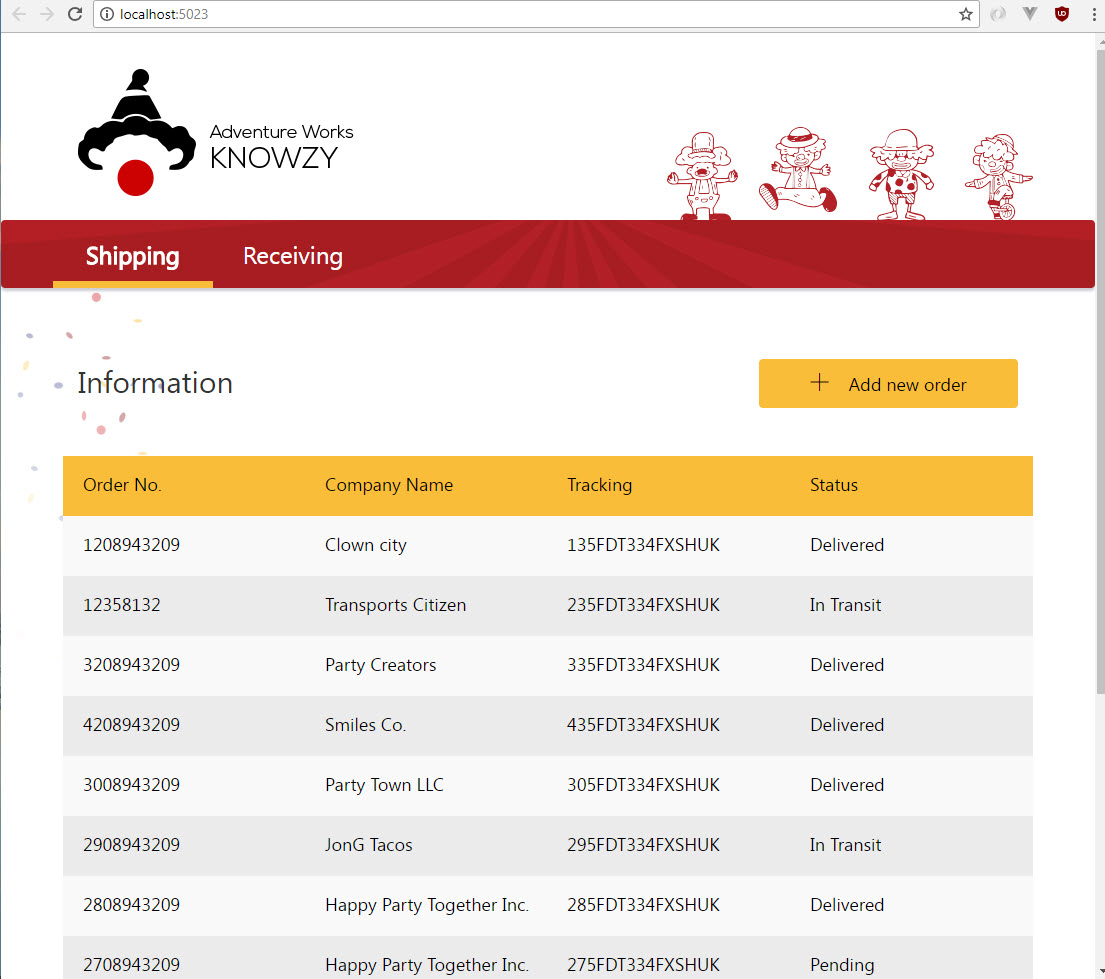 localhost:5023
Adventure Works
KNOWZY
Shipping Receiving
Information
Add new order
Order No. Company Name Tracking Status
1208943209 Clown city 135FDT334FXSHUK Delivered
12358132 Transports Citizen 235FDT334FXSHUK In Transit
3208943209 Party Creators 335FDT334FXSHUK Delivered
4208943209 Smiles Co. 435FDT334FXSHUK Delivered
3008943209 Party Town LLC 305FDT334FXSHUK Delivered
2908943209 JonG Tacos 295FDT334FXSHUK In Transit
2808943209 Happy Party Together Inc. 285FDT334FXSHUK Delivered
2708943209 Happy Party Together Inc. 275FDT334FXSHUK Pending